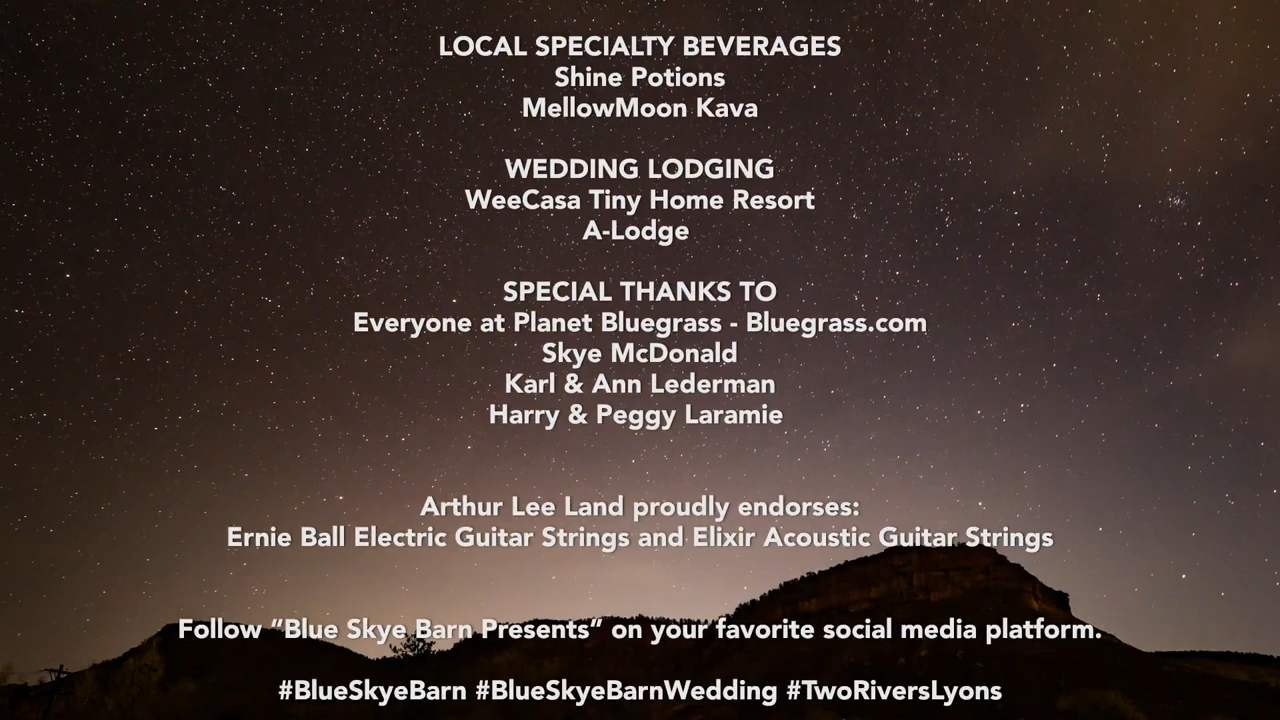 LOCAL SPECIALTY BEVERAGES
Shine Potions
MellowMoon Kava
WEDDING LODGING
WeeCasa Tiny Home Resort
A-Lodge
SPECIAL THANKS TO
Everyone at Planet Bluegrass - Bluegrass.com
Skye McDonald
Karl & Ann Lederman
Harry & Peggy Laramie
Arthur Lee Land proudly endorses:
Ernie Ball Electric Guitar Strings and Elixir Acoustic Guitar Strings
Follow “Blue Skye Barn Presents“ on your favorite social media platform.
#BlueSkyeBarn #BlueSkyeBarnWedding #TwoRiversLyons